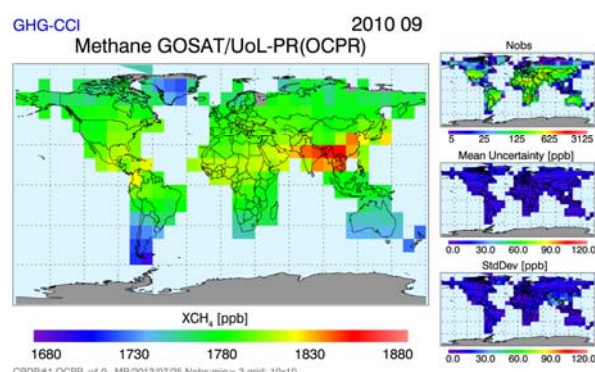 GHG-CCI
2010 09
Methane GOSAT/UoL-PR(OCPR)
XCH₄ [ppb]
1680 1730 1780 1830 1880
Nobs
5 25 125 625 3125
Mean Uncertainty [ppb]
0 30.0 60.0 90.0 120.0
StdDev [ppb]
0 30.0 60.0 90.0 120.0